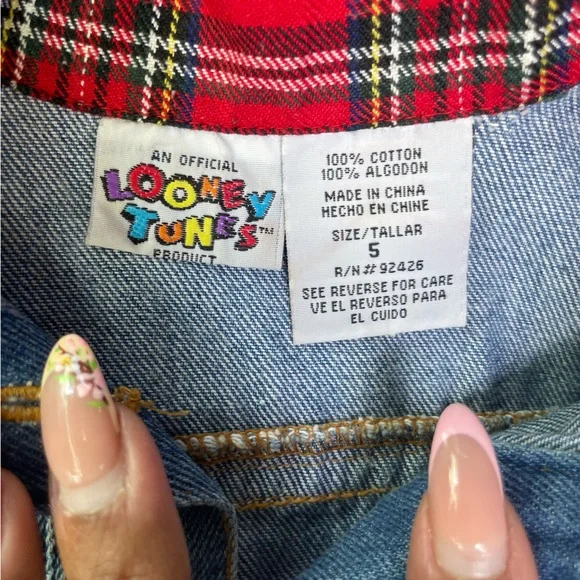 AN OFFICIAL
LOONEY
TUNES™
PRODUCT
100% COTTON
100% ALGODON
MADE IN CHINA
HECHO EN CHINE
SIZE/TALLAR
5
R/N# 92426
SEE REVERSE FOR CARE
VE EL REVERSO PARA
EL CUIDO